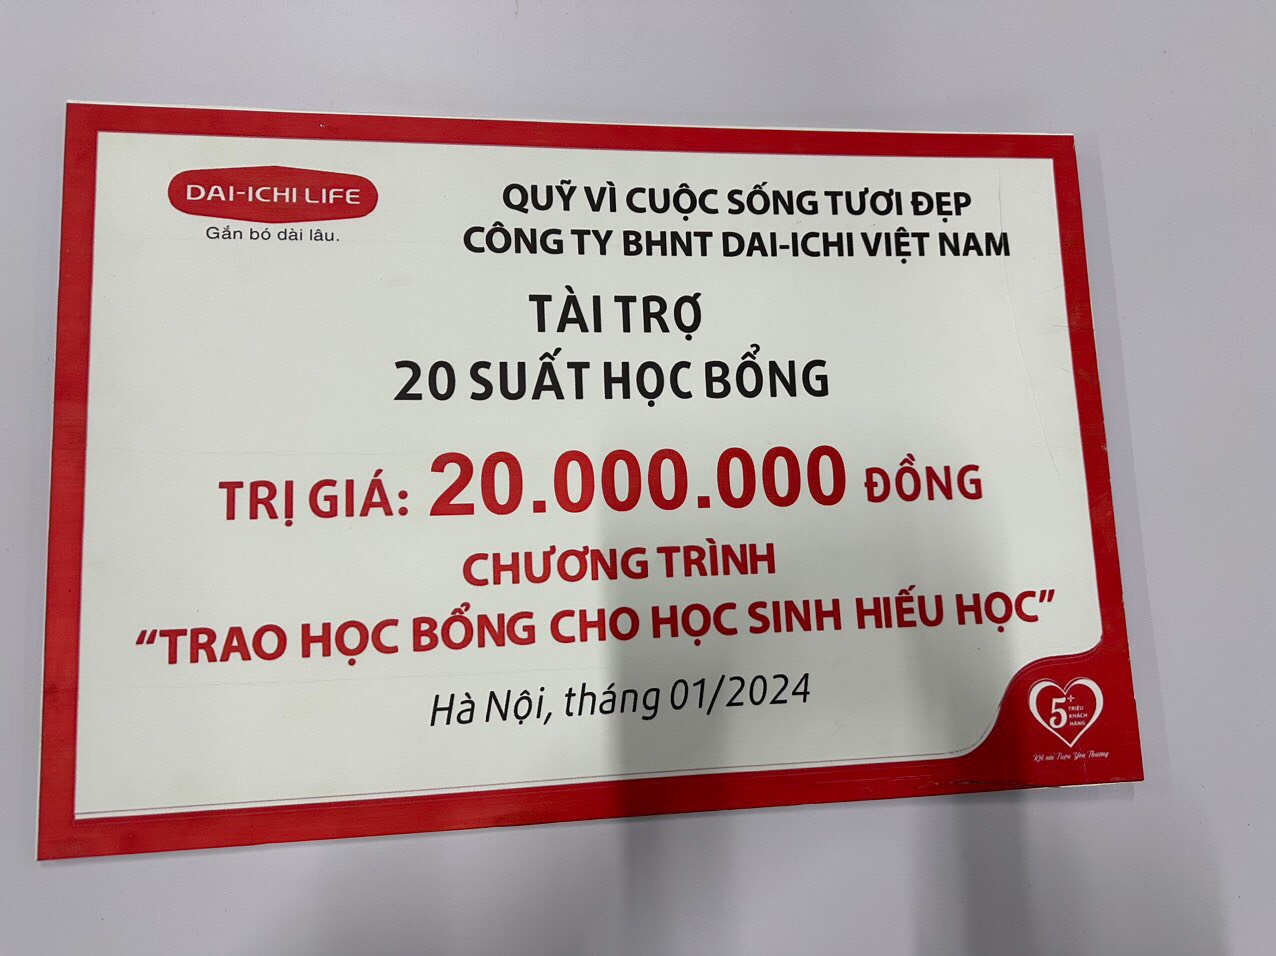 DAI-ICHI LIFE
Gắn bó dài lâu.
QUỸ VÌ CUỘC SỐNG TƯƠI ĐẸP
CÔNG TY BHNT DAI-ICHI VIỆT NAM
TÀI TRỢ
20 SUẤT HỌC BỔNG
TRỊ GIÁ: 20.000.000 ĐỒNG
CHƯƠNG TRÌNH
“TRAO HỌC BỔNG CHO HỌC SINH HIẾU HỌC”
Hà Nội, tháng 01/2024
5+ TRIỆU
KHÁCH
HÀNG
Yêu Thương